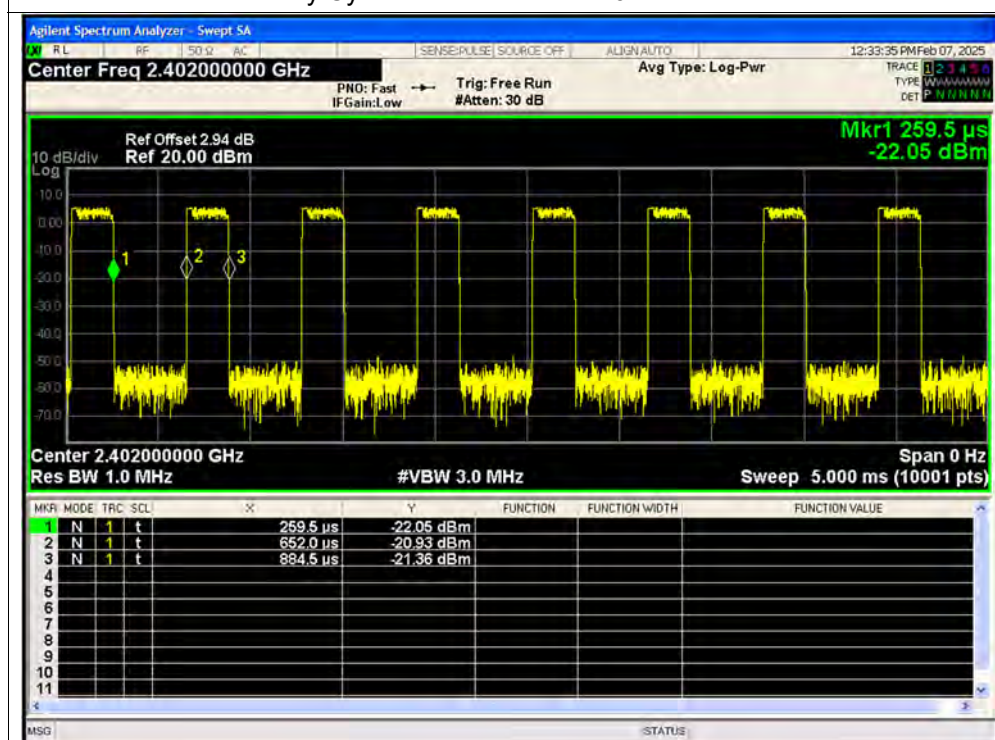 Agilent Spectrum Analyzer - Swept SA
RL RF 50 Ω AC SENSE:PULSE SOURCE OFF ALIGN AUTO 12:33:35 PM Feb 07, 2025
Center Freq 2.402000000 GHz
PNO: Fast
IFGain:Low
Trig: Free Run
#Atten: 30 dB
Avg Type: Log-Pwr
TRACE 1 2 3 4 5 6
TYPE WWWWWW
DET P N N N N N
Mkr1 259.5 µs
-22.05 dBm
Ref Offset 2.94 dB
10 dB/div Ref 20.00 dBm
Log
10.0
0.00
-10.0
-20.0
-30.0
-40.0
-50.0
-60.0
-70.0
1 2 3
Center 2.402000000 GHz Span 0 Hz
Res BW 1.0 MHz #VBW 3.0 MHz Sweep 5.000 ms (10001 pts)
MKR MODE TRC SCL X Y FUNCTION FUNCTION WIDTH FUNCTION VALUE
1 N 1 t 259.5 µs -22.05 dBm
2 N 1 t 652.0 µs -20.93 dBm
3 N 1 t 884.5 µs -21.36 dBm
4
5
6
7
8
9
10
11
MSG STATUS